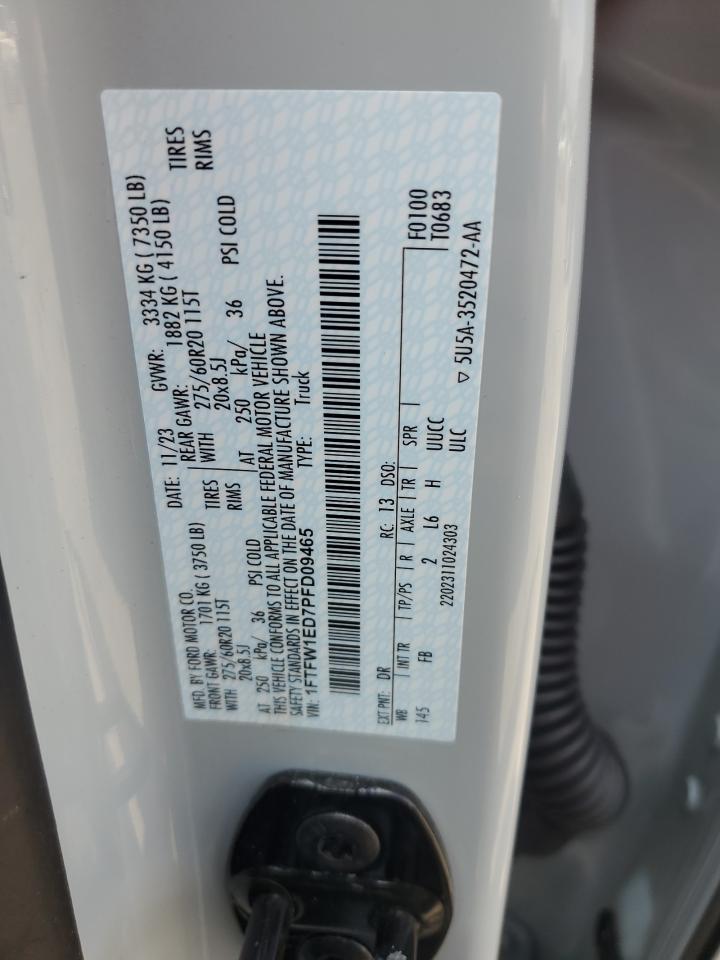 MFD. BY FORD MOTOR CO. DATE: 11/23 GVWR: 3334 KG ( 7350 LB)
FRONT GAWR: 1701 KG ( 3750 LB) REAR GAWR: 1882 KG ( 4150 LB)
WITH 275/60R20 115T TIRES WITH 275/60R20 115T TIRES
20x8.5J RIMS 20x8.5J RIMS
AT 250 kPa/ 36 PSI COLD AT 250 kPa/ 36 PSI COLD
THIS VEHICLE CONFORMS TO ALL APPLICABLE FEDERAL MOTOR VEHICLE
SAFETY STANDARDS IN EFFECT ON THE DATE OF MANUFACTURE SHOWN ABOVE.
VIN: 1FTFW1ED7PFD09465 TYPE: Truck
EXT PNT: DR RC: 13 DSO: F0100
WB INT TR TP/PS R AXLE TR SPR T0683
145 FB 2 L6 H UUCC
2202311024303 ULC ▽ 5U5A-3520472-AA